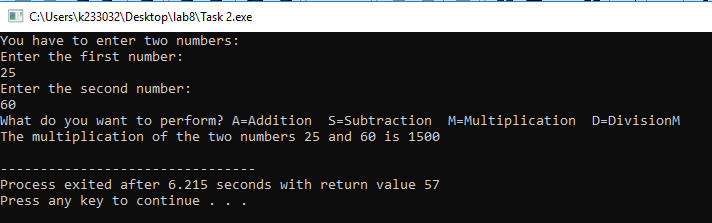 C:\Users\k233032\Desktop\lab8\Task 2.exe
You have to enter two numbers:
Enter the first number:
25
Enter the second number:
60
What do you want to perform? A=Addition  S=Subtraction  M=Multiplication  D=DivisionM
The multiplication of the two numbers 25 and 60 is 1500
--------------------------------
Process exited after 6.215 seconds with return value 57
Press any key to continue . . .